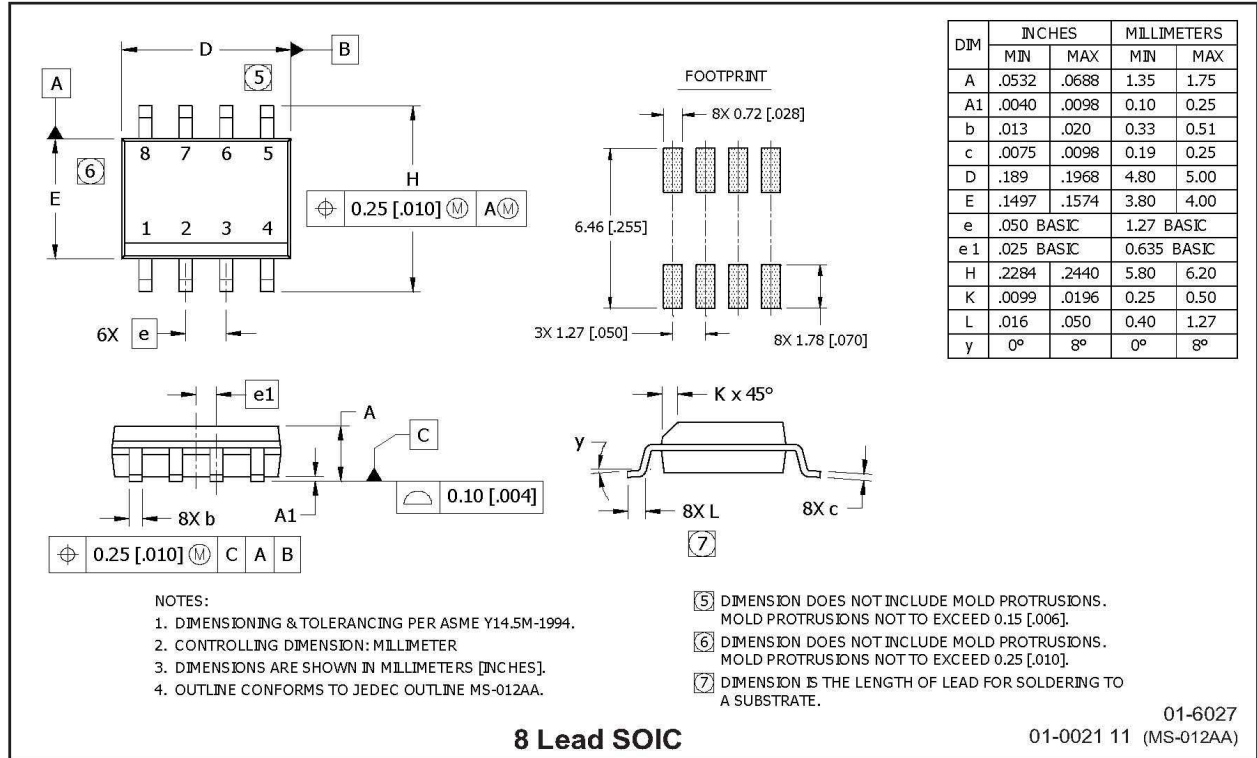 D
B
5
A
8 7 6 5
6
E
H
⌖ 0.25 [.010] Ⓜ A Ⓜ
1 2 3 4
6X e
FOOTPRINT
8X 0.72 [.028]
6.46 [.255]
3X 1.27 [.050]
8X 1.78 [.070]
DIM INCHES MILLIMETERS
MIN MAX MIN MAX
A .0532 .0688 1.35 1.75
A1 .0040 .0098 0.10 0.25
b .013 .020 0.33 0.51
c .0075 .0098 0.19 0.25
D .189 .1968 4.80 5.00
E .1497 .1574 3.80 4.00
e .050 BASIC 1.27 BASIC
e 1 .025 BASIC 0.635 BASIC
H .2284 .2440 5.80 6.20
K .0099 .0196 0.25 0.50
L .016 .050 0.40 1.27
y 0° 8° 0° 8°
e1
A
C
0.10 [.004]
8X b
A1
⌖ 0.25 [.010] Ⓜ C A B
K x 45°
y
8X L
8X c
7
NOTES:
1. DIMENSIONING & TOLERANCING PER ASME Y14.5M-1994.
2. CONTROLLING DIMENSION: MILLIMETER
3. DIMENSIONS ARE SHOWN IN MILLIMETERS [INCHES].
4. OUTLINE CONFORMS TO JEDEC OUTLINE MS-012AA.
5 DIMENSION DOES NOT INCLUDE MOLD PROTRUSIONS.
MOLD PROTRUSIONS NOT TO EXCEED 0.15 [.006].
6 DIMENSION DOES NOT INCLUDE MOLD PROTRUSIONS.
MOLD PROTRUSIONS NOT TO EXCEED 0.25 [.010].
7 DIMENSION IS THE LENGTH OF LEAD FOR SOLDERING TO
A SUBSTRATE.
8 Lead SOIC
01-6027
01-0021 11 (MS-012AA)